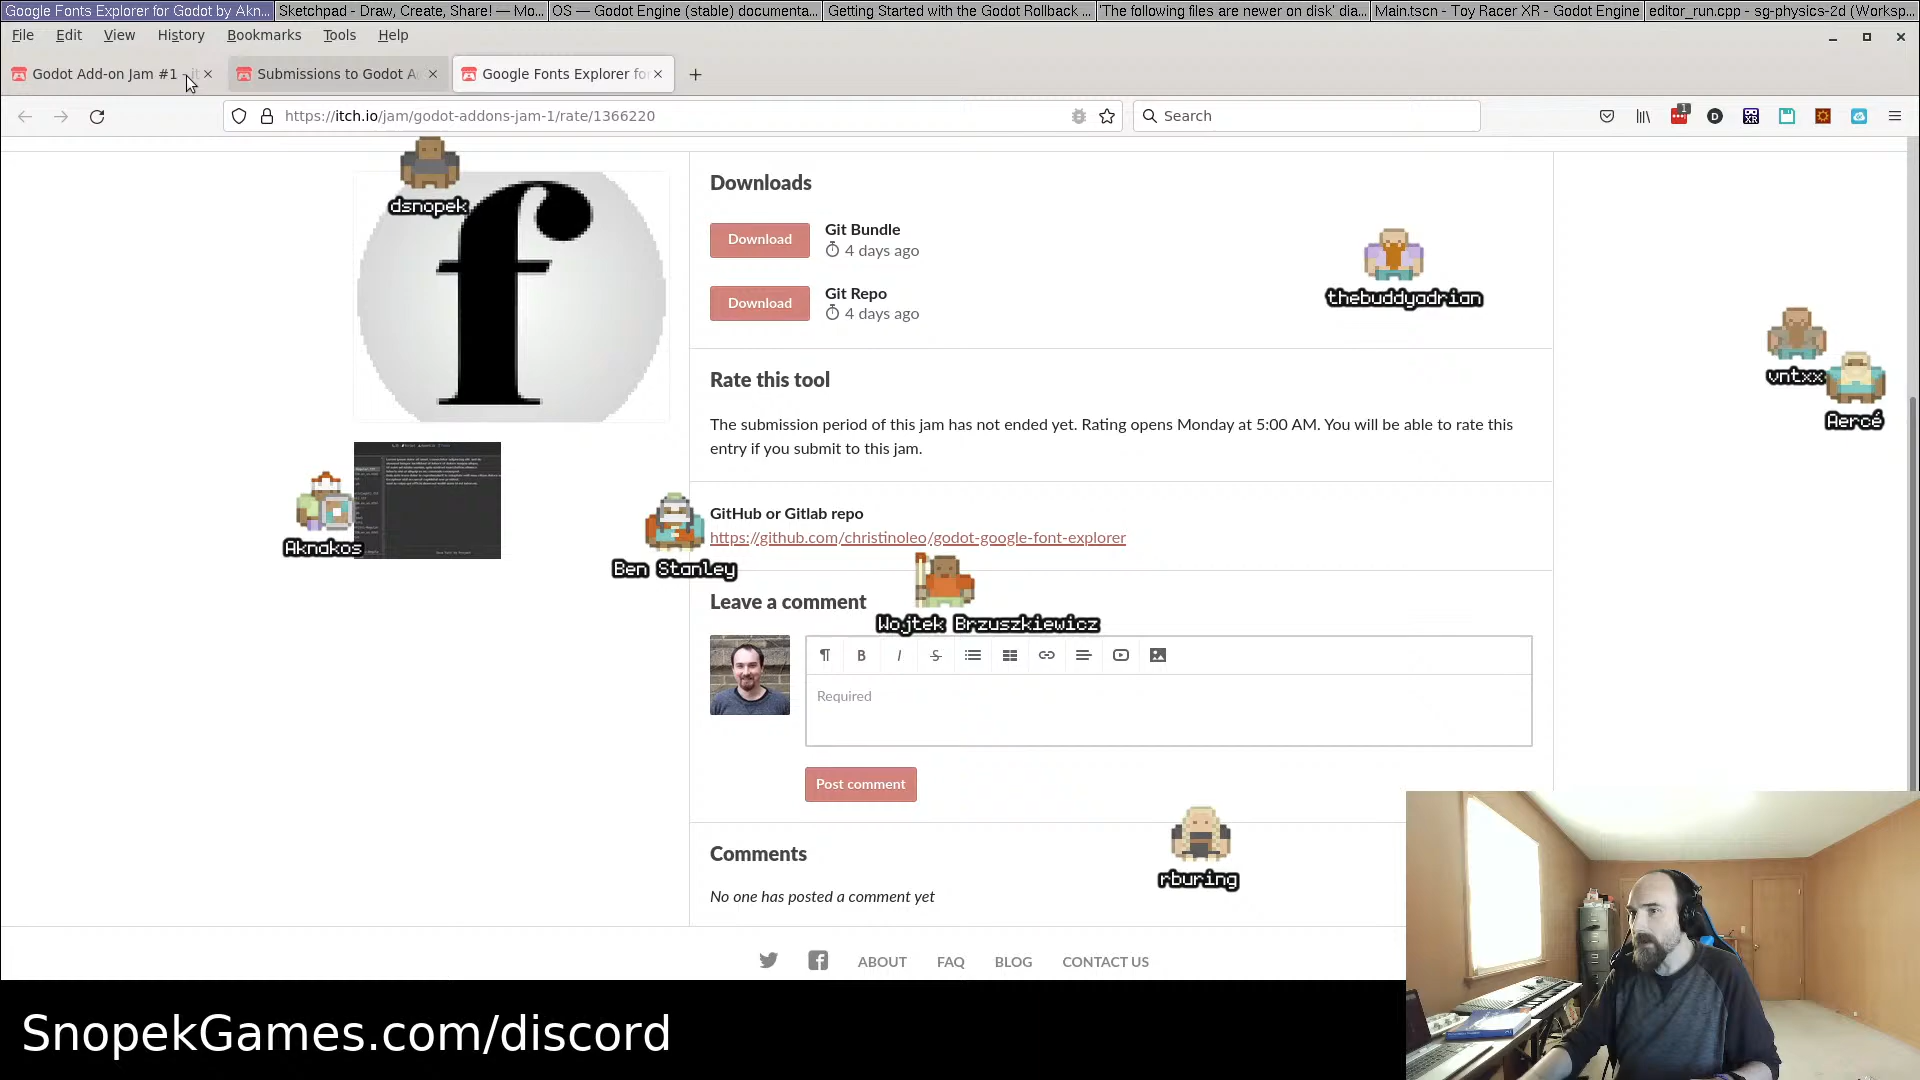 Google Fonts Explorer for Godot by Akn...
Sketchpad - Draw, Create, Share! — Mo...
OS — Godot Engine (stable) documenta...
Getting Started with the Godot Rollback ...
'The following files are newer on disk' dia...
Main.tscn - Toy Racer XR - Godot Engine
editor_run.cpp - sg-physics-2d (Worksp...
File Edit View History Bookmarks Tools Help
Godot Add-on Jam #1 - it
Submissions to Godot A
Google Fonts Explorer fo
https://itch.io/jam/godot-addons-jam-1/rate/1366220
Search
1
D
XR
dsnopek
f
Downloads
Download
Git Bundle
4 days ago
Download
Git Repo
4 days ago
thebuddyadrian
vntxx
Aercé
Rate this tool
The submission period of this jam has not ended yet. Rating opens Monday at 5:00 AM. You will be able to rate this
entry if you submit to this jam.
Aknakos
Ben Stanley
GitHub or Gitlab repo
https://github.com/christinoleo/godot-google-font-explorer
Wojtek Brzuszkiewicz
Leave a comment
Required
Post comment
rburing
Comments
No one has posted a comment yet
ABOUT FAQ BLOG CONTACT US
SnopekGames.com/discord